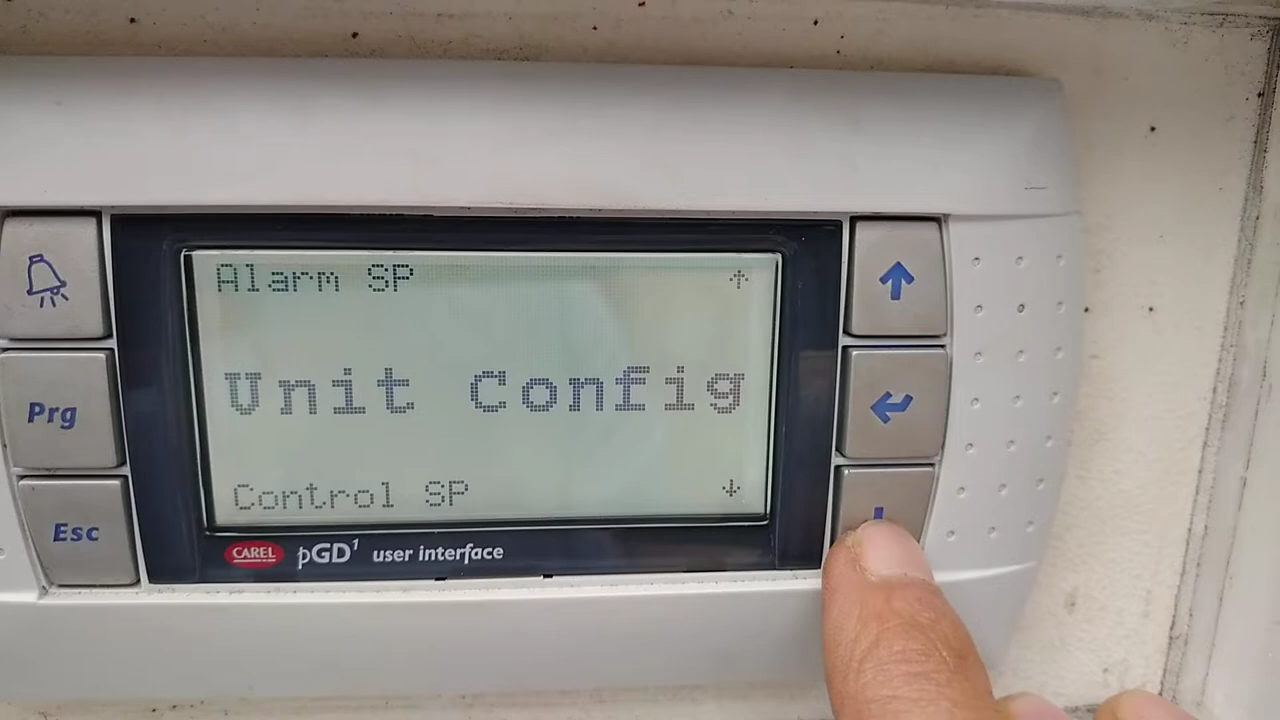 Alarm SP
Unit Config
Control SP
Prg
Esc
CAREL pGD1 user interface